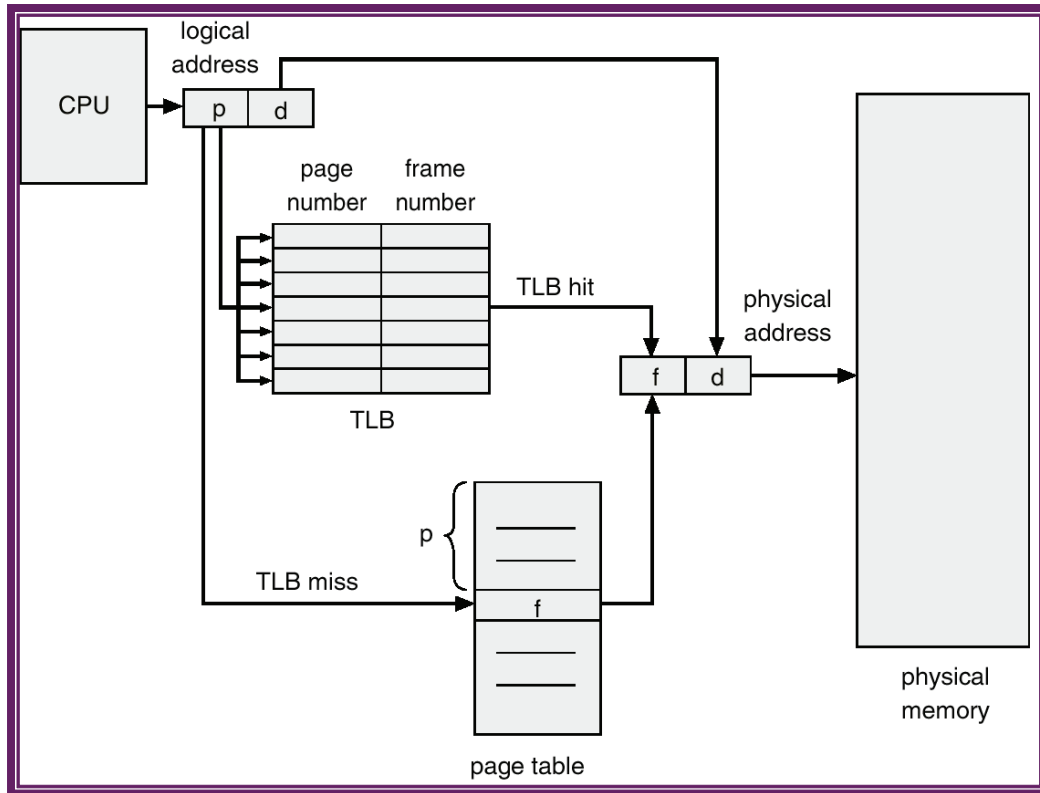 logical
address
CPU
p
d
page
number
frame
number
TLB hit
physical
address
f
d
TLB
p
TLB miss
f
physical
memory
page table